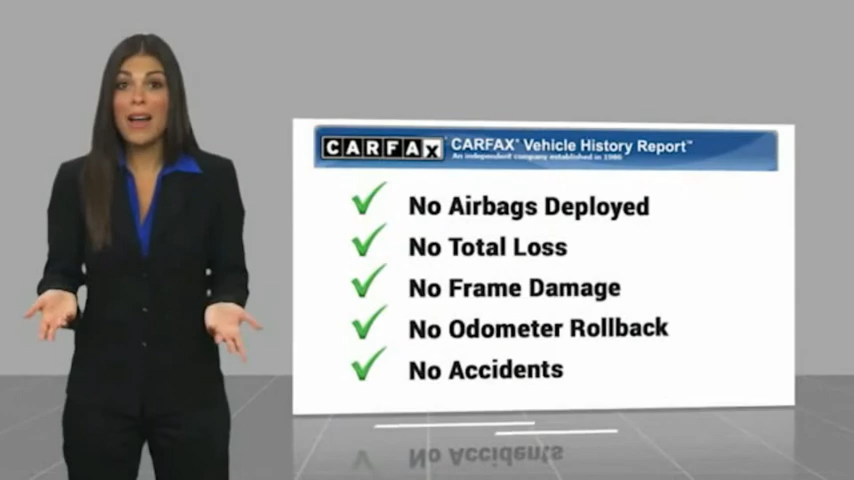 CARFAX
CARFAX® Vehicle History Report™
An independent company established in 1986
No Airbags Deployed
No Total Loss
No Frame Damage
No Odometer Rollback
No Accidents
No Accidents